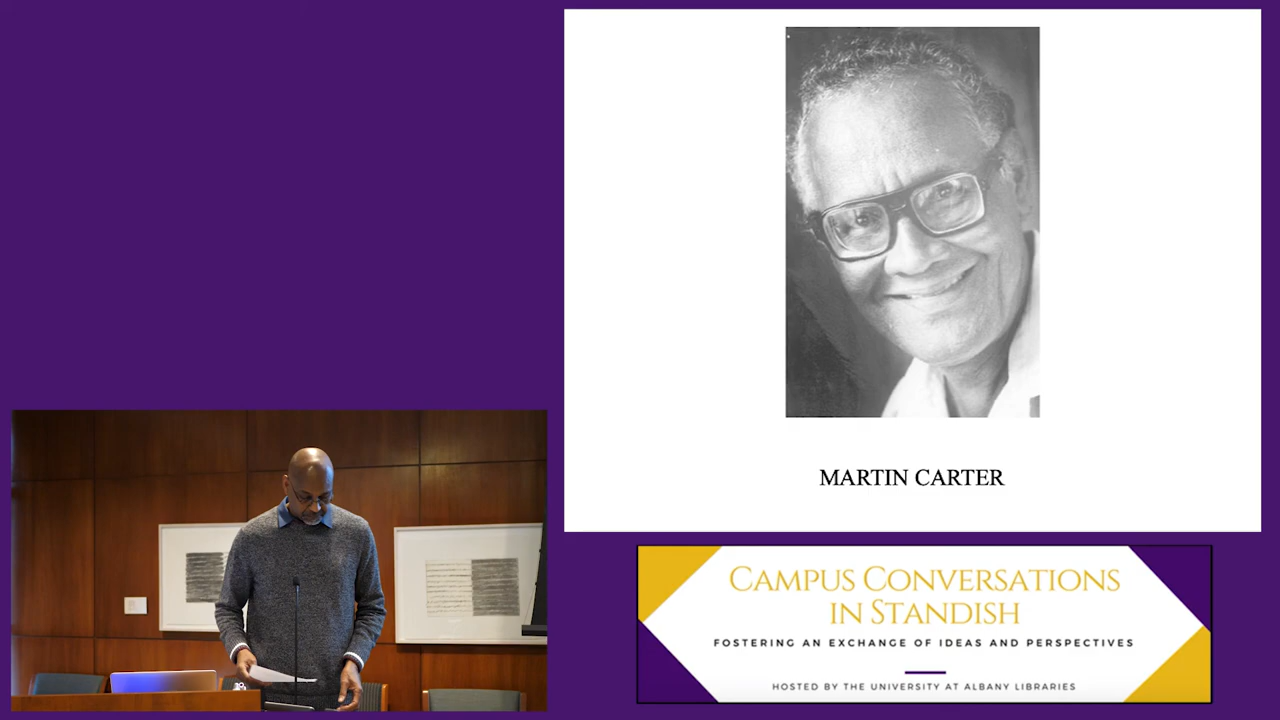 MARTIN CARTER
CAMPUS CONVERSATIONS
IN STANDISH
FOSTERING AN EXCHANGE OF IDEAS AND PERSPECTIVES
HOSTED BY THE UNIVERSITY AT ALBANY LIBRARIES